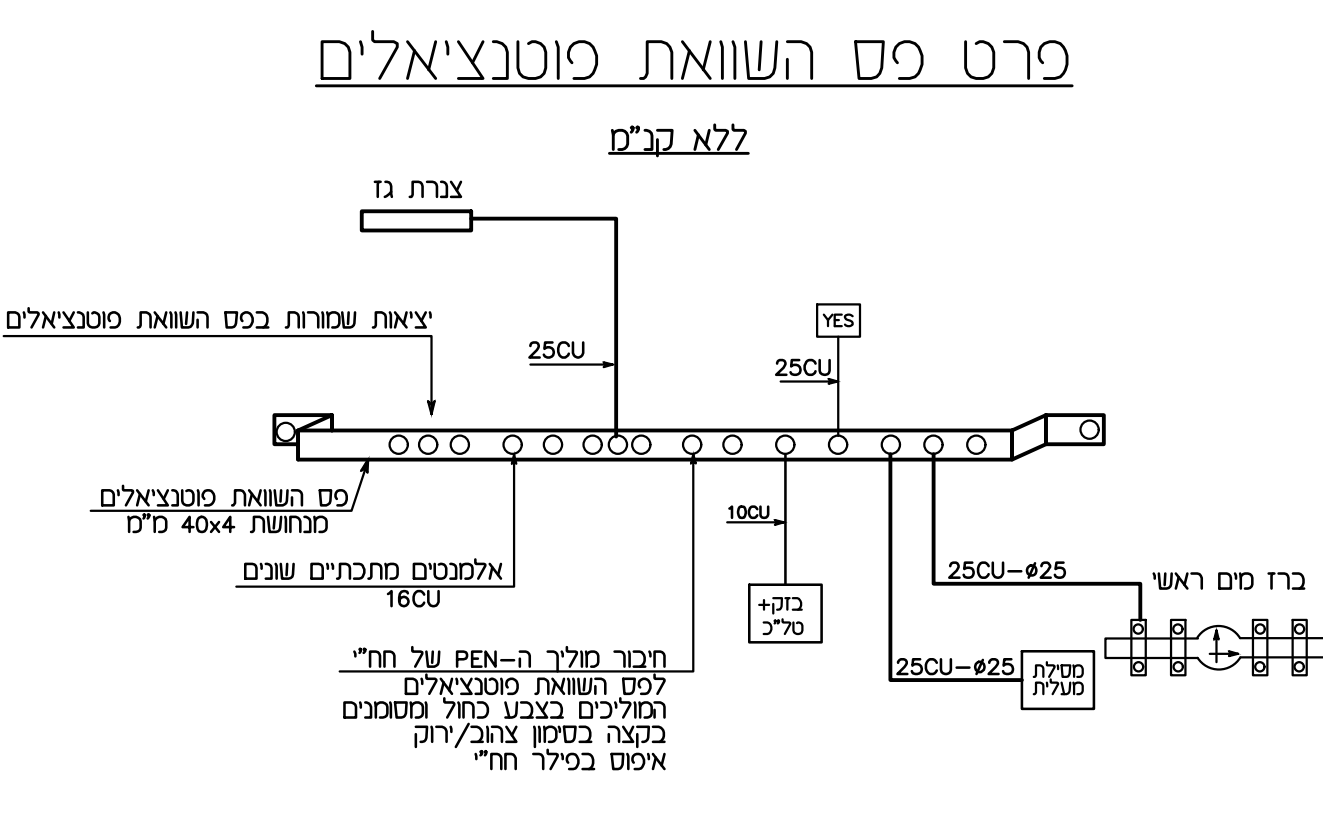 פרט פס השוואת פוטנציאלים
ללא קנ"מ
צנרת גז
יציאות שמורות בפס השוואת פוטנציאלים
YES
25CU
25CU
פס השוואת פוטנציאלים
מנחושת 40x4 מ"מ
10CU
אלמנטים מתכתיים שונים
16CU
25CU-ø25
ברז מים ראשי
בזק+
טל"כ
חיבור מוליך ה-PEN של חח"י
לפס השוואת פוטנציאלים
המוליכים בצבע כחול ומסומנים
בקצה בסימון צהוב/ירוק
איפוס בפילר חח"י
25CU-ø25
מסילת
מעלית